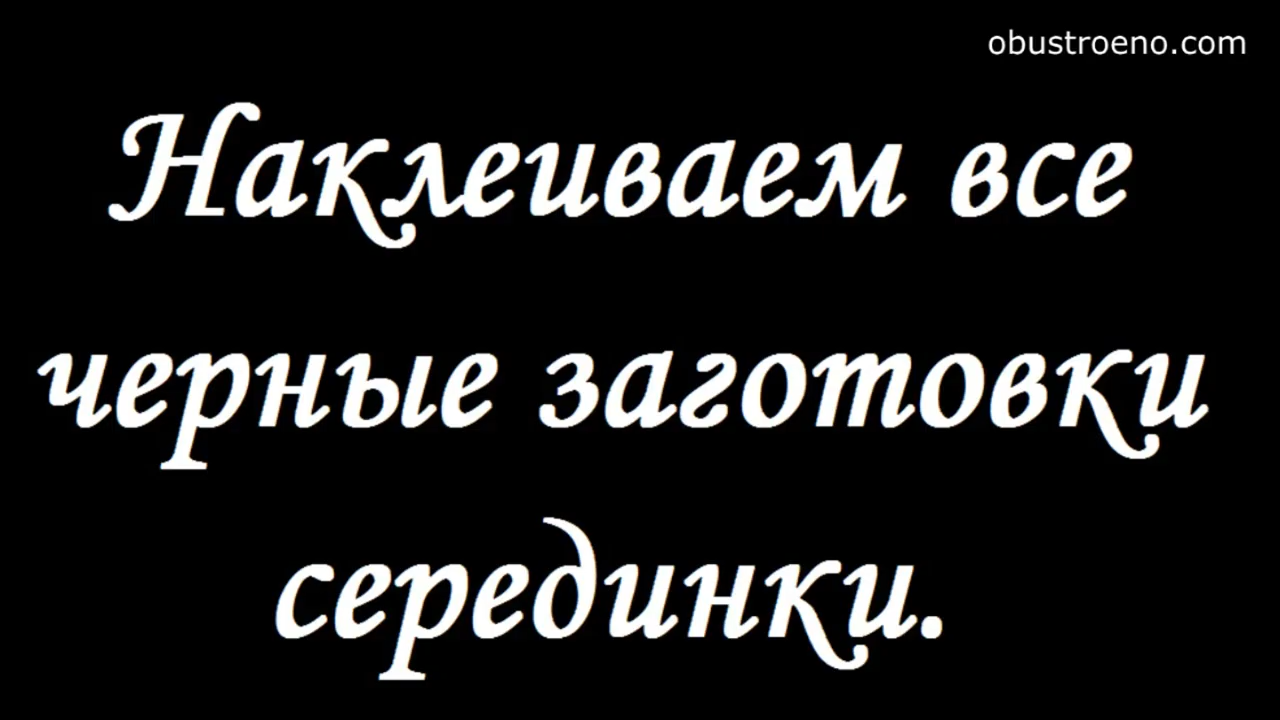 obustroeno.com
Наклеиваем все
черные заготовки
серединки.